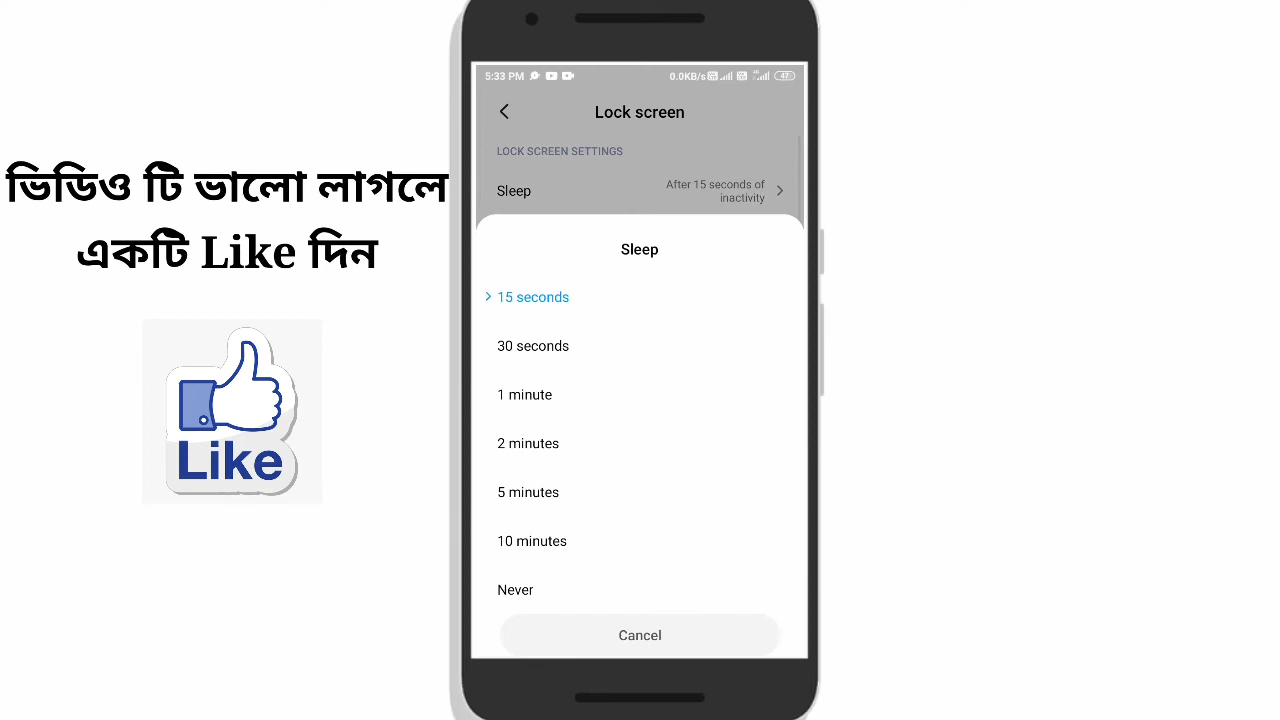 ভিডিও টি ভালো লাগলে
একটি Like দিন
Like
5:33 PM
0.0KB/s
47
Lock screen
LOCK SCREEN SETTINGS
Sleep
After 15 seconds of
inactivity
Sleep
15 seconds
30 seconds
1 minute
2 minutes
5 minutes
10 minutes
Never
Cancel